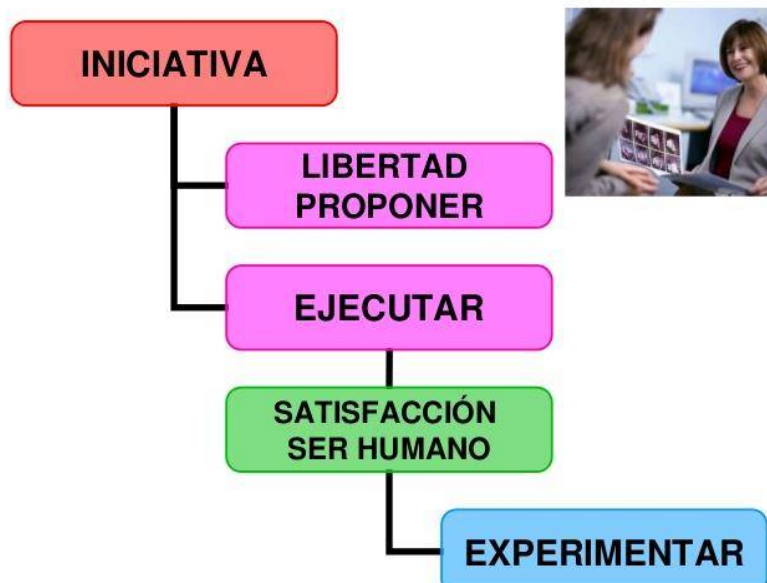 INICIATIVA
LIBERTAD
PROPONER
EJECUTAR
SATISFACCIÓN
SER HUMANO
EXPERIMENTAR